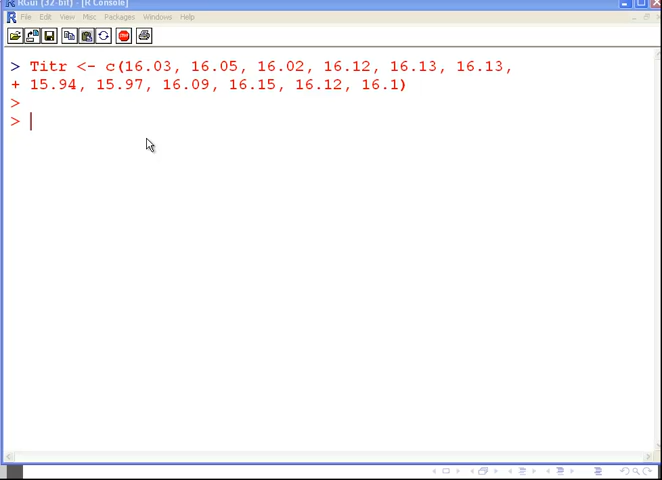 RGui (32-bit) - [R Console]
R File Edit View Misc Packages Windows Help
STOP
> Titr <- c(16.03, 16.05, 16.02, 16.12, 16.13, 16.13,
+ 15.94, 15.97, 16.09, 16.15, 16.12, 16.1)
>
>